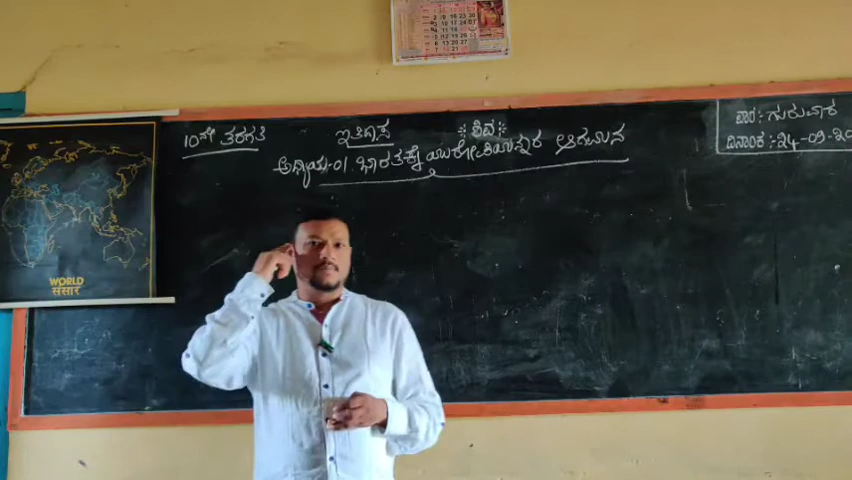 10ನೇ ತರಗತಿ
ಇತಿಹಾಸ
*ಶಿವ*
ಅಧ್ಯಾಯ-01 ಭಾರತಕ್ಕೆ ಯುರೋಪಿಯನ್ನರ ಆಗಮನ
ವಾರ: ಗುರುವಾರ
ದಿನಾಂಕ: 24-09-20
WORLD
संसार